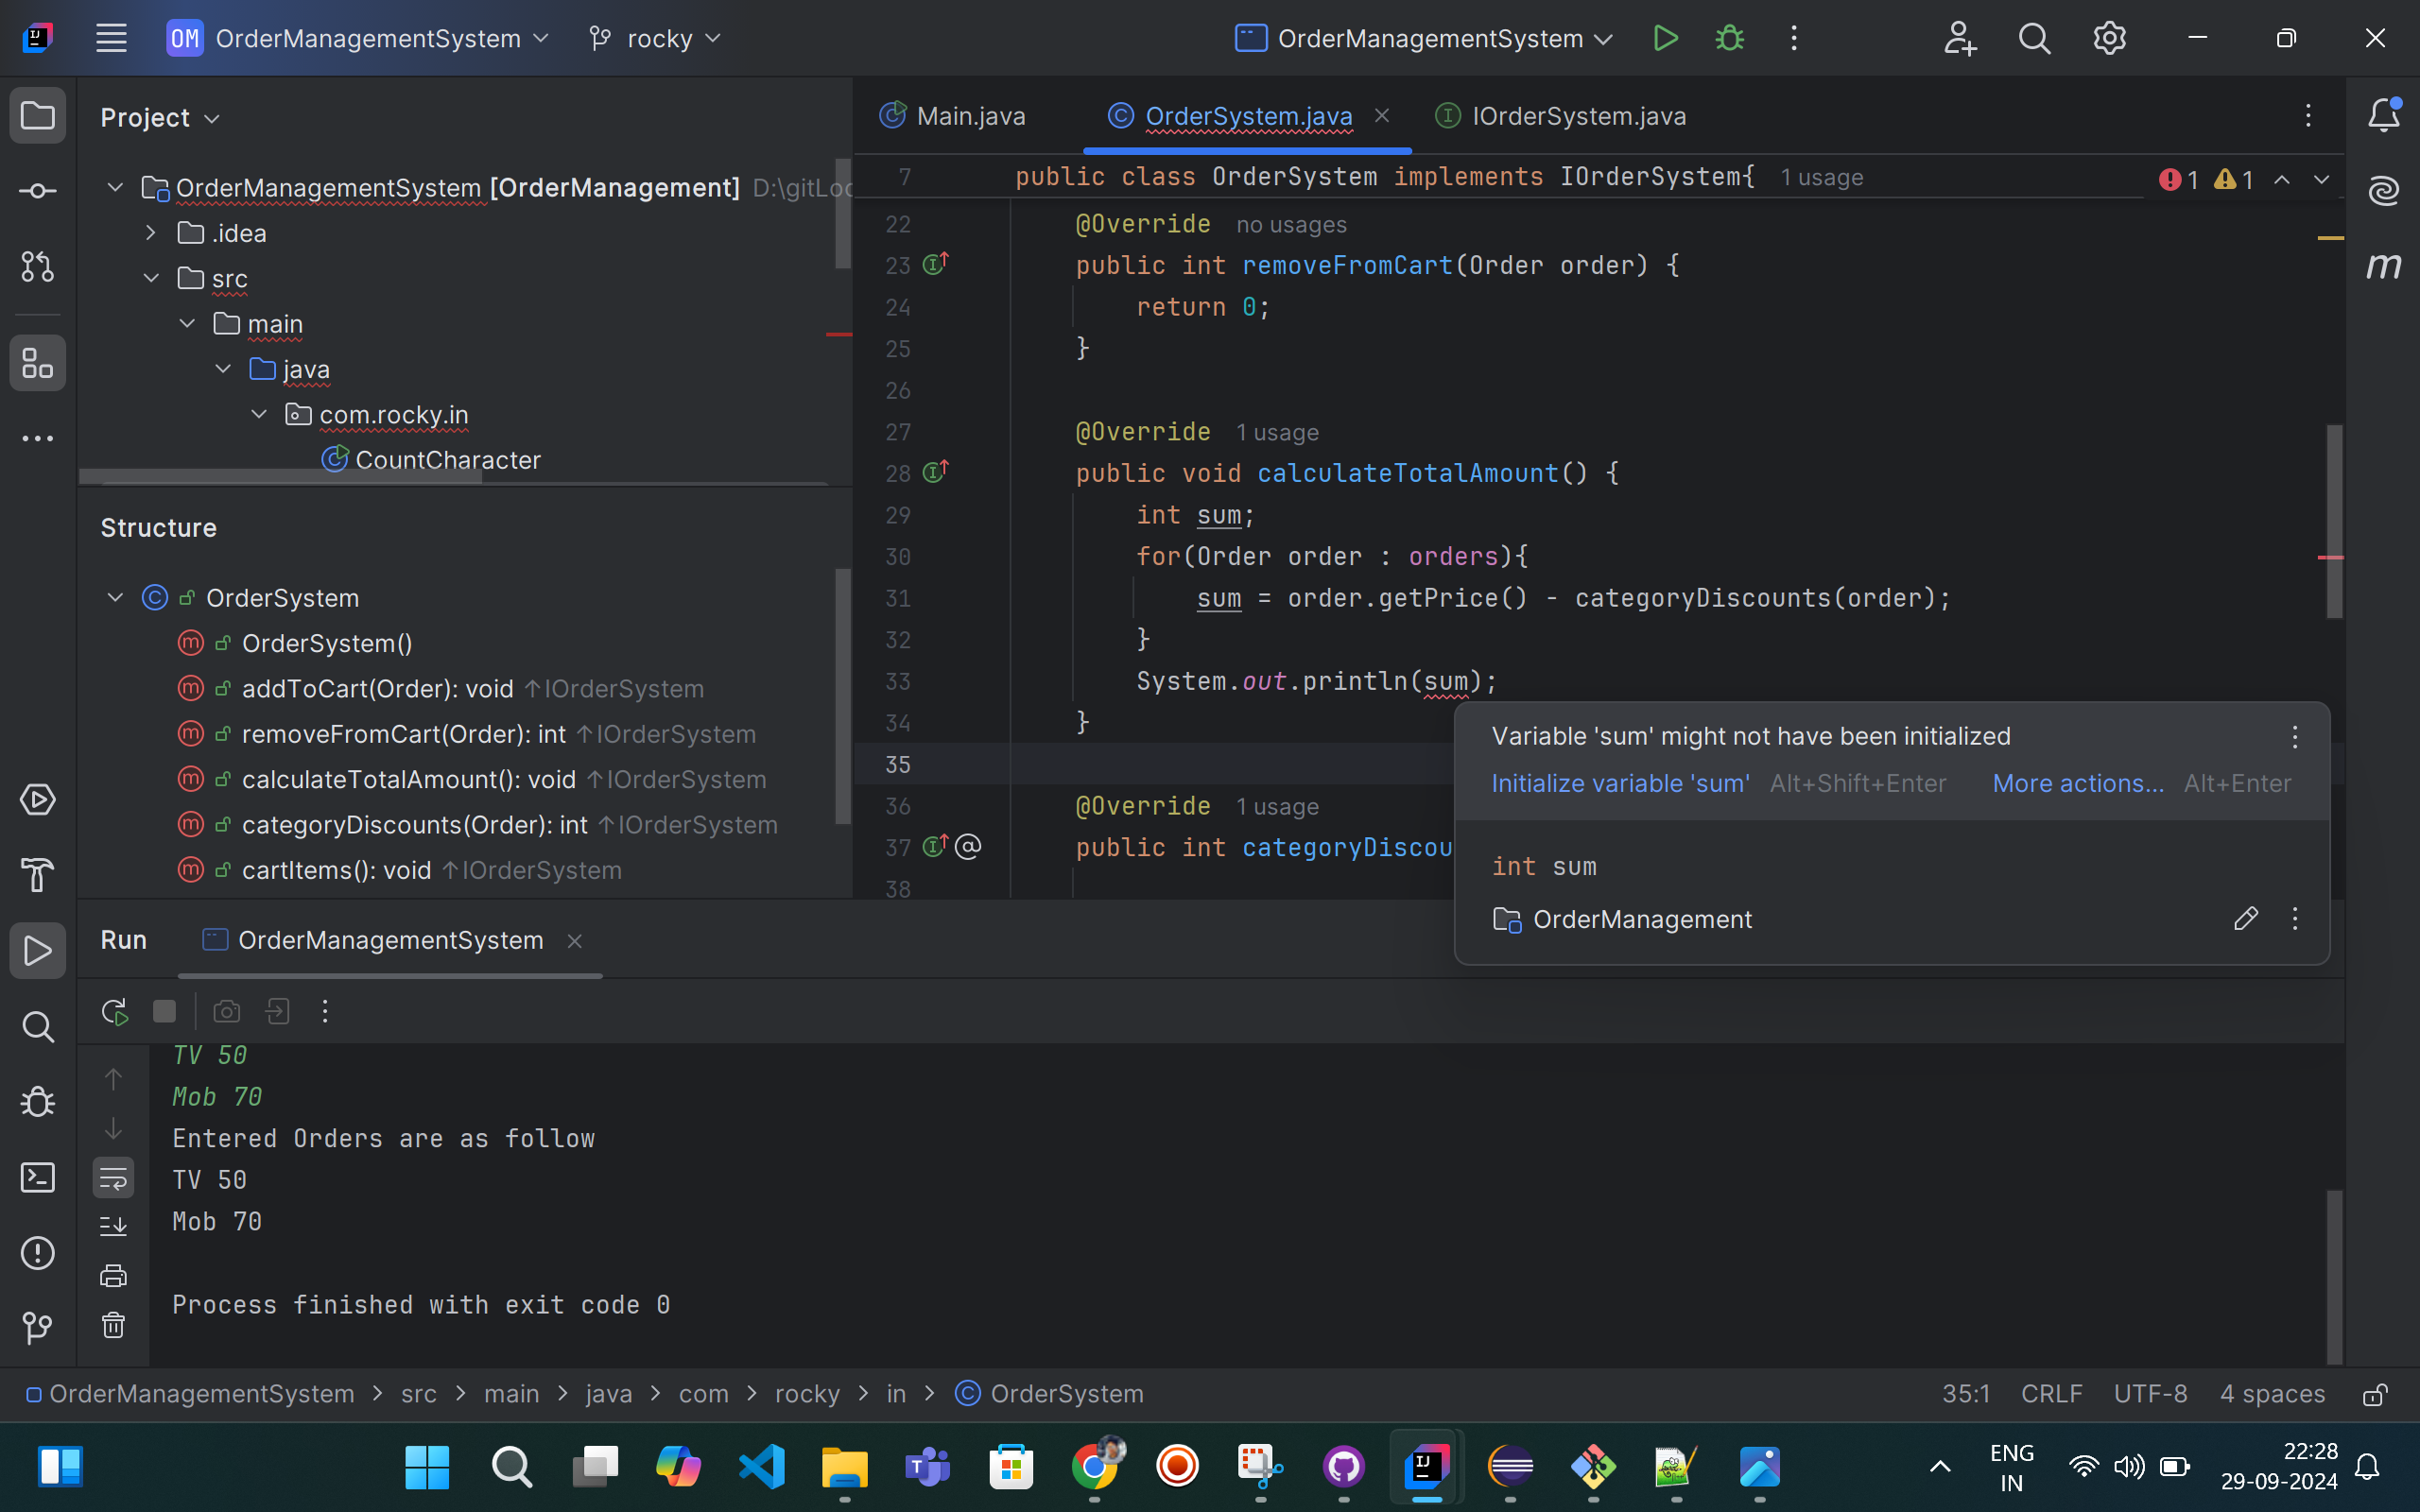 OM OrderManagementSystem rocky OrderManagementSystem
Project
OrderManagementSystem [OrderManagement] D:\gitLoc
.idea
src
main
java
com.rocky.in
CountCharacter
Structure
OrderSystem
OrderSystem()
addToCart(Order): void ↑IOrderSystem
removeFromCart(Order): int ↑IOrderSystem
calculateTotalAmount(): void ↑IOrderSystem
categoryDiscounts(Order): int ↑IOrderSystem
cartItems(): void ↑IOrderSystem
Main.java OrderSystem.java IOrderSystem.java
7 public class OrderSystem implements IOrderSystem{ 1 usage 1 1
22 @Override no usages
23 public int removeFromCart(Order order) {
24 return 0;
25 }
26
27 @Override 1 usage
28 public void calculateTotalAmount() {
29 int sum;
30 for(Order order : orders){
31 sum = order.getPrice() - categoryDiscounts(order);
32 }
33 System.out.println(sum);
34 }
35
36 @Override 1 usage
37 @ public int categoryDiscou
38
Variable 'sum' might not have been initialized
Initialize variable 'sum' Alt+Shift+Enter More actions... Alt+Enter
int sum
OrderManagement
Run OrderManagementSystem
TV 50
Mob 70
Entered Orders are as follow
TV 50
Mob 70
Process finished with exit code 0
OrderManagementSystem > src > main > java > com > rocky > in > OrderSystem 35:1 CRLF UTF-8 4 spaces
ENG
IN
22:28
29-09-2024